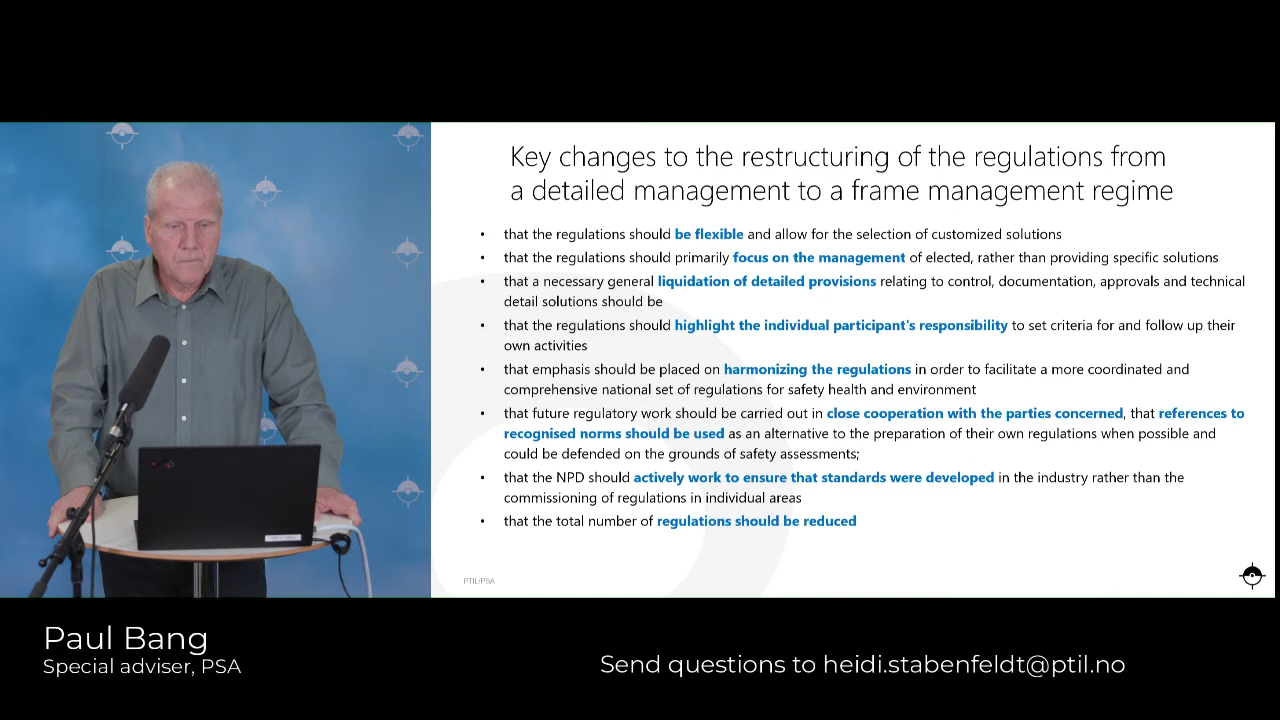 Key changes to the restructuring of the regulations from
a detailed management to a frame management regime
• that the regulations should be flexible and allow for the selection of customized solutions
• that the regulations should primarily focus on the management of elected, rather than providing specific solutions
• that a necessary general liquidation of detailed provisions relating to control, documentation, approvals and technical
detail solutions should be
• that the regulations should highlight the individual participant's responsibility to set criteria for and follow up their
own activities
• that emphasis should be placed on harmonizing the regulations in order to facilitate a more coordinated and
comprehensive national set of regulations for safety health and environment
• that future regulatory work should be carried out in close cooperation with the parties concerned, that references to
recognised norms should be used as an alternative to the preparation of their own regulations when possible and
could be defended on the grounds of safety assessments;
• that the NPD should actively work to ensure that standards were developed in the industry rather than the
commissioning of regulations in individual areas
• that the total number of regulations should be reduced
PTIL/PSA
Paul Bang
Special adviser, PSA
Send questions to heidi.stabenfeldt@ptil.no